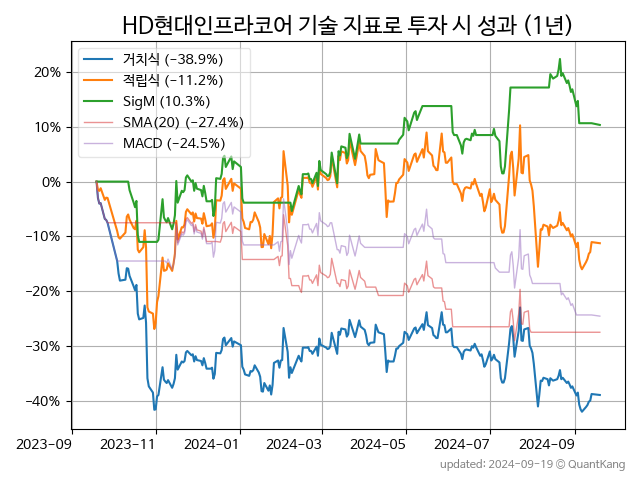 HD현대인프라코어 기술 지표로 투자 시 성과 (1년)
거치식 (−38.9%)
적립식 (−11.2%)
SigM (10.3%)
SMA(20) (−27.4%)
MACD (−24.5%)
20%
10%
0%
−10%
−20%
−30%
−40%
2023-09 2023-11 2024-01 2024-03 2024-05 2024-07 2024-09
updated: 2024-09-19 © QuantKang